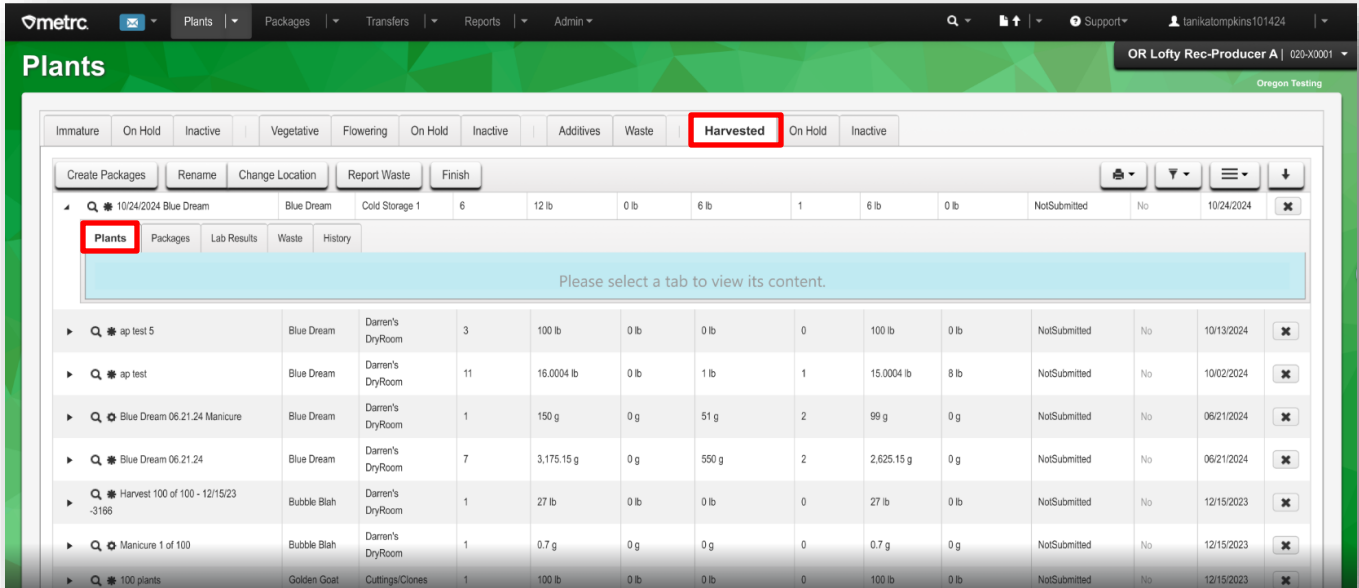 metrc.
Plants Packages Transfers Reports Admin Support tanikatompkins101424
Plants
OR Lofty Rec-Producer A | 020-X0001
Oregon Testing
Immature On Hold Inactive Vegetative Flowering On Hold Inactive Additives Waste Harvested On Hold Inactive
Create Packages Rename Change Location Report Waste Finish
10/24/2024 Blue Dream Blue Dream Cold Storage 1 6 12 lb 0 lb 6 lb 1 6 lb 0 lb NotSubmitted No 10/24/2024
Plants Packages Lab Results Waste History
Please select a tab to view its content.
ap test 5 Blue Dream Darren's DryRoom 3 100 lb 0 lb 0 lb 0 100 lb 0 lb NotSubmitted No 10/13/2024
ap test Blue Dream Darren's DryRoom 11 16.0004 lb 0 lb 1 lb 1 15.0004 lb 8 lb NotSubmitted No 10/02/2024
Blue Dream 06.21.24 Manicure Blue Dream Darren's DryRoom 1 150 g 0 g 51 g 2 99 g 0 g NotSubmitted No 06/21/2024
Blue Dream 06.21.24 Blue Dream Darren's DryRoom 7 3,175.15 g 0 g 550 g 2 2,625.15 g 0 g NotSubmitted No 06/21/2024
Harvest 100 of 100 - 12/15/23 -3166 Bubble Blah Darren's DryRoom 1 27 lb 0 lb 0 lb 0 27 lb 0 lb NotSubmitted No 12/15/2023
Manicure 1 of 100 Bubble Blah Darren's DryRoom 1 0.7 g 0 g 0 g 0 0.7 g 0 g NotSubmitted No 12/15/2023
100 plants Golden Goat Cuttings/Clones 1 100 lb 0 lb 0 lb 0 100 lb 0 lb NotSubmitted No 12/15/2023